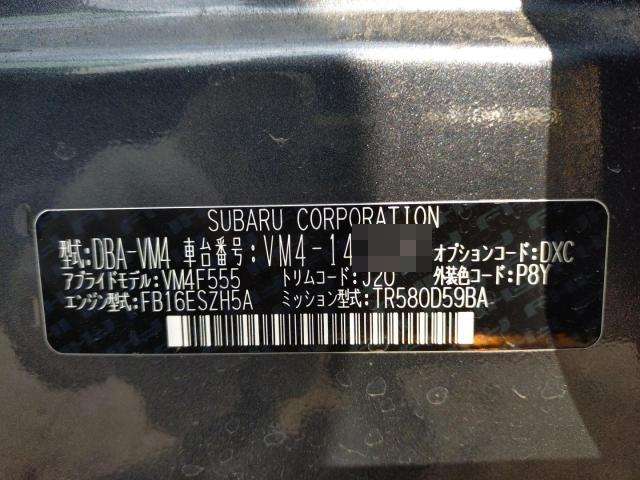 SUBARU CORPORATION
型式:DBA-VM4 車台番号:VM4-14 オプションコード:DXC
アプライドモデル:VM4F555 トリムコード:J20 外装色コード:P8Y
エンジン型式:FB16ESZH5A ミッション型式:TR580D59BA